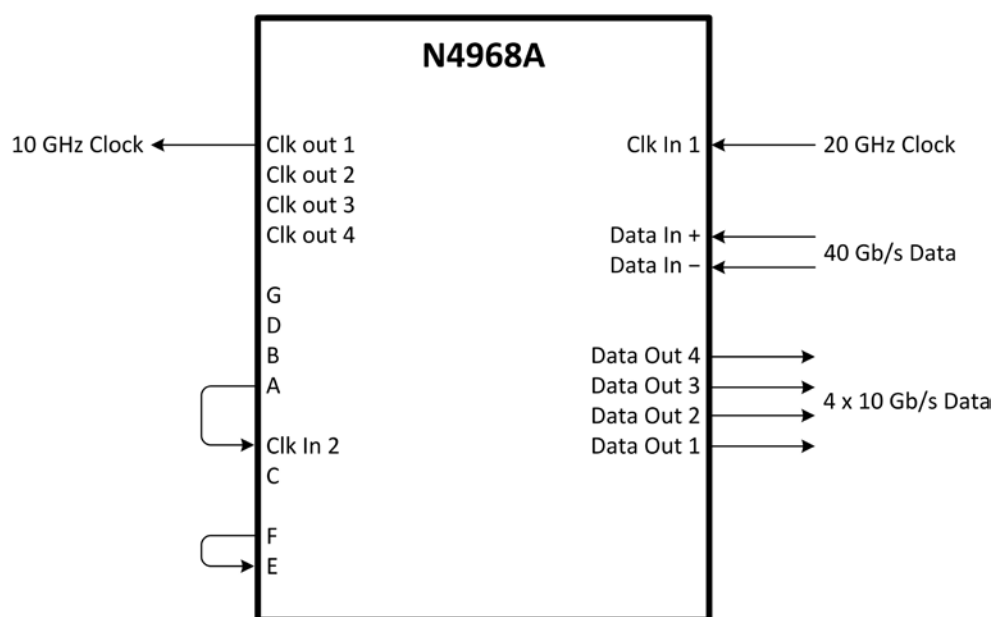 N4968A
10 GHz Clock
Clk out 1
Clk out 2
Clk out 3
Clk out 4
G
D
B
A
Clk In 2
C
F
E
Clk In 1
20 GHz Clock
Data In +
Data In −
40 Gb/s Data
Data Out 4
Data Out 3
Data Out 2
Data Out 1
4 x 10 Gb/s Data